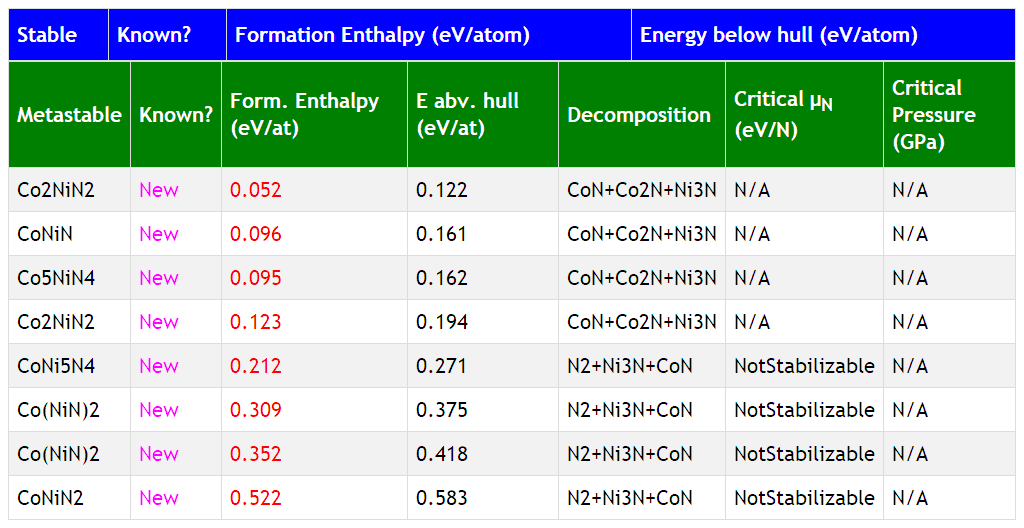 Stable Known? Formation Enthalpy (eV/atom) Energy below hull (eV/atom)
Metastable Known? Form. Enthalpy (eV/at) E abv. hull (eV/at) Decomposition Critical μN (eV/N) Critical Pressure (GPa)
Co2NiN2 New 0.052 0.122 CoN+Co2N+Ni3N N/A N/A
CoNiN New 0.096 0.161 CoN+Co2N+Ni3N N/A N/A
Co5NiN4 New 0.095 0.162 CoN+Co2N+Ni3N N/A N/A
Co2NiN2 New 0.123 0.194 CoN+Co2N+Ni3N N/A N/A
CoNi5N4 New 0.212 0.271 N2+Ni3N+CoN NotStabilizable N/A
Co(NiN)2 New 0.309 0.375 N2+Ni3N+CoN NotStabilizable N/A
Co(NiN)2 New 0.352 0.418 N2+Ni3N+CoN NotStabilizable N/A
CoNiN2 New 0.522 0.583 N2+Ni3N+CoN NotStabilizable N/A